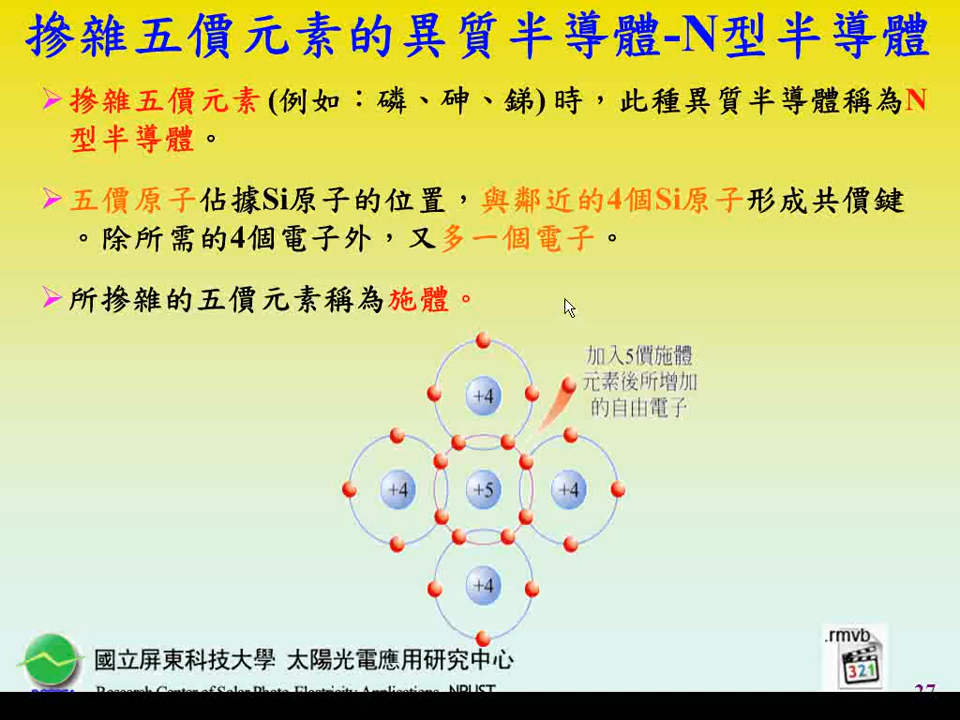 摻雜五價元素的異質半導體-N型半導體
摻雜五價元素 (例如：磷、砷、銻) 時，此種異質半導體稱為N
型半導體。
五價原子佔據Si原子的位置，與鄰近的4個Si原子形成共價鍵
。除所需的4個電子外，又多一個電子。
所摻雜的五價元素稱為施體。
加入5價施體
元素後所增加
的自由電子
+4
+4
+5
+4
+4
.rmvb
321
國立屏東科技大學 太陽光電應用研究中心
Research Center of Solar Photo-Electricity Applications, NPUST
27